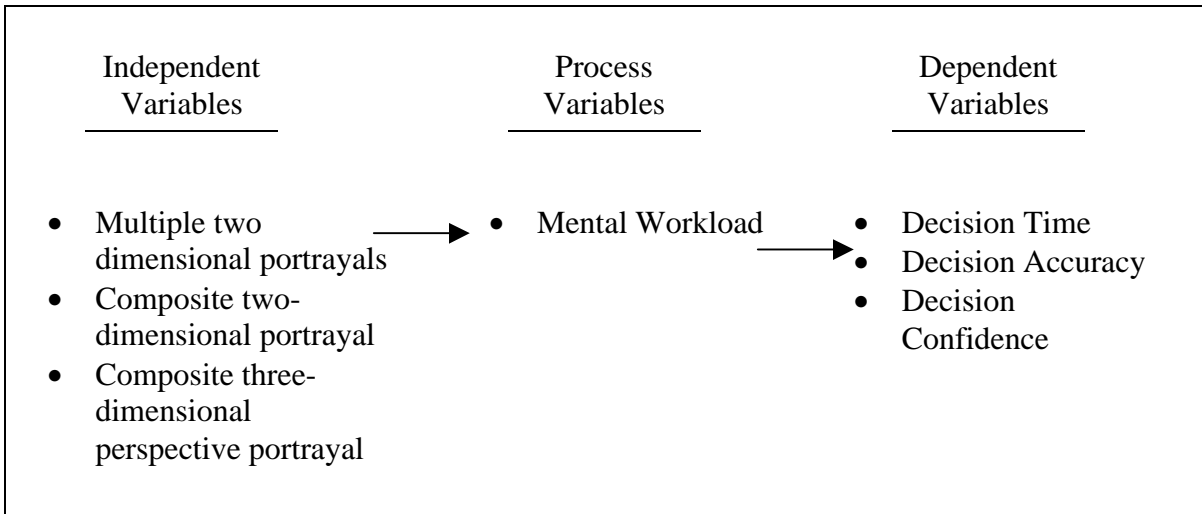 Independent
Variables
Process
Variables
Dependent
Variables
• Multiple two
dimensional portrayals
• Composite two-
dimensional portrayal
• Composite three-
dimensional
perspective portrayal
• Mental Workload
• Decision Time
• Decision Accuracy
• Decision
Confidence